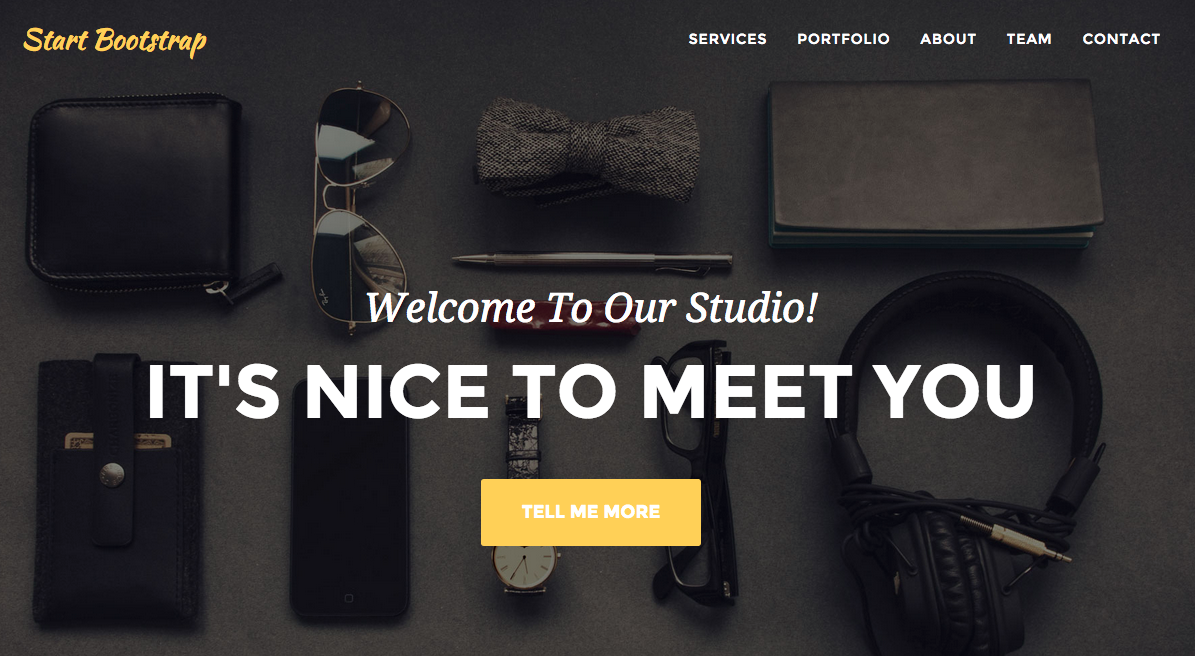 Start Bootstrap
SERVICES PORTFOLIO ABOUT TEAM CONTACT
Welcome To Our Studio!
IT'S NICE TO MEET YOU
TELL ME MORE